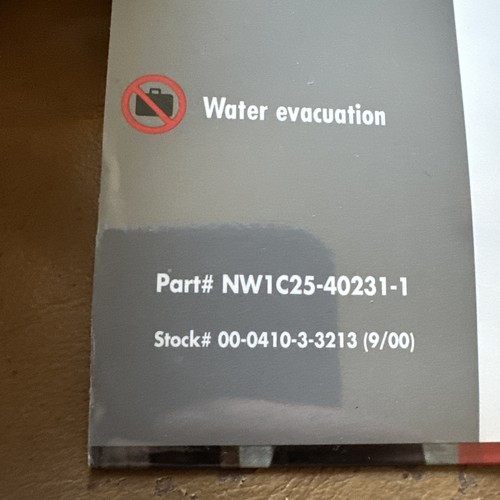 Water evacuation
Part# NW1C25-40231-1
Stock# 00-0410-3-3213 (9/00)